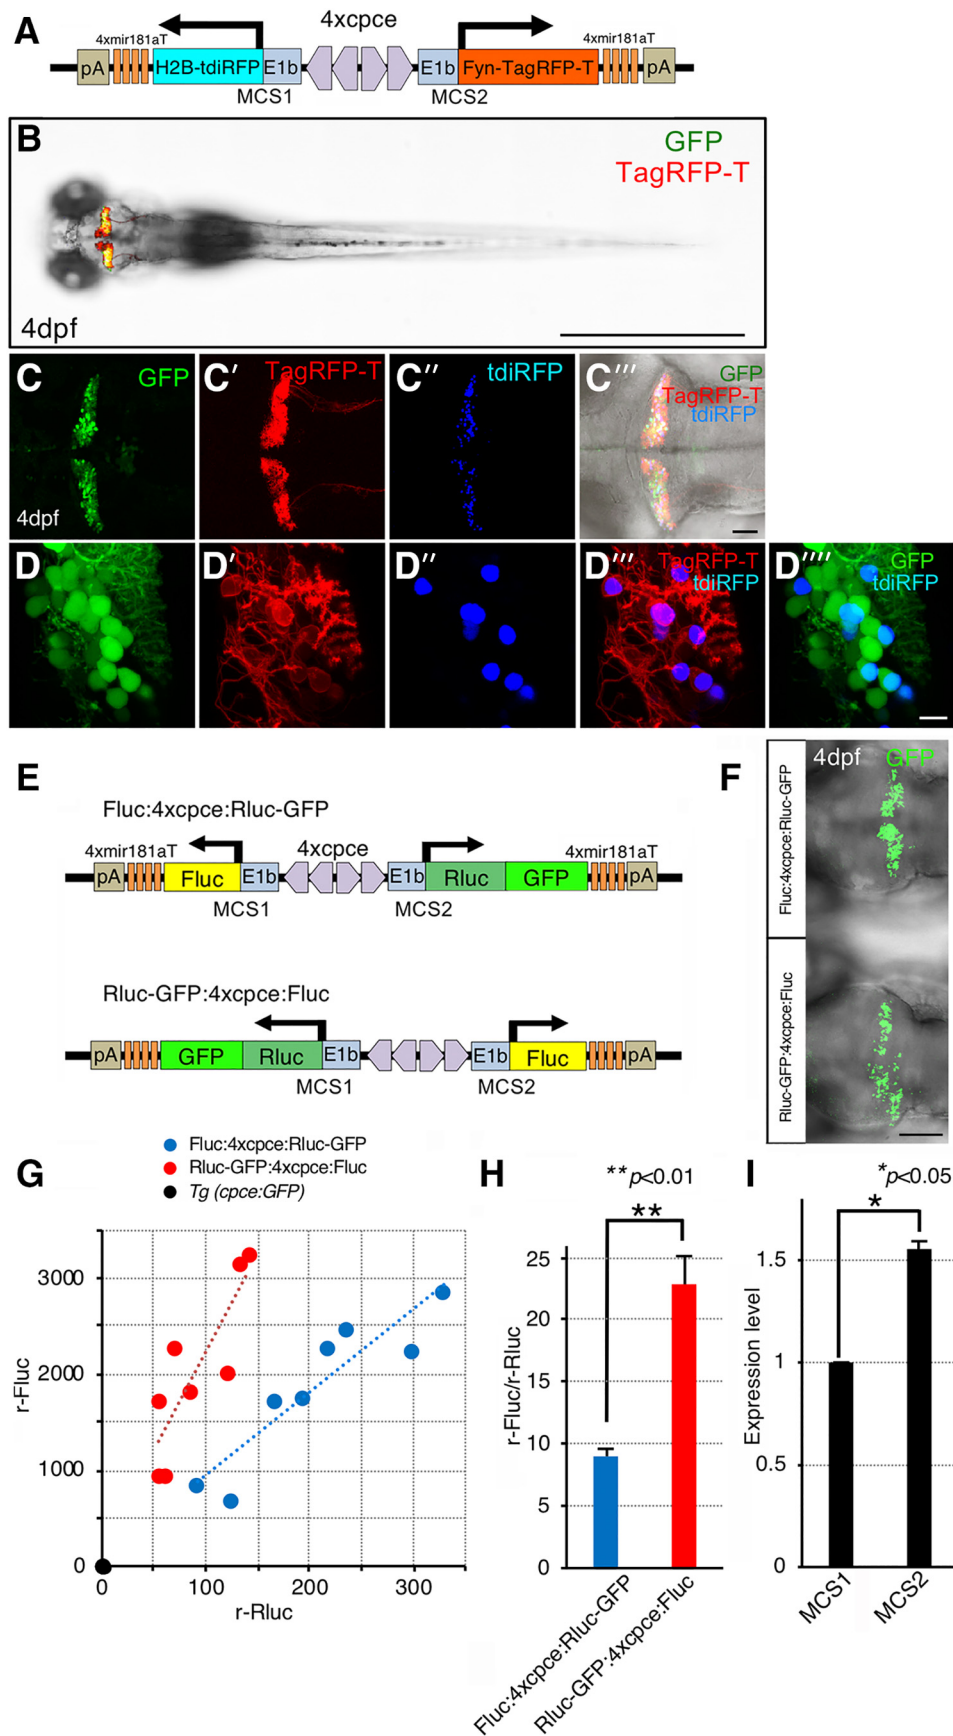 A
4xcpce
4xmir181aT
4xmir181aT
pA
H2B-tdiRFP
E1b
E1b
Fyn-TagRFP-T
pA
MCS1
MCS2
B
GFP
TagRFP-T
4dpf
C
GFP
4dpf
C′
TagRFP-T
C″
tdiRFP
C‴
GFP
TagRFP-T
tdiRFP
D
D′
D″
D‴
TagRFP-T
tdiRFP
D⁗
GFP
tdiRFP
E
Fluc:4xcpce:Rluc-GFP
4xmir181aT
4xcpce
4xmir181aT
pA
Fluc
E1b
E1b
Rluc
GFP
pA
MCS1
MCS2
Rluc-GFP:4xcpce:Fluc
pA
GFP
Rluc
E1b
E1b
Fluc
pA
MCS1
MCS2
F
4dpf
GFP
Fluc:4xcpce:Rluc-GFP
Rluc-GFP:4xcpce:Fluc
G
Fluc:4xcpce:Rluc-GFP
Rluc-GFP:4xcpce:Fluc
Tg (cpce:GFP)
r-Fluc
3000
2000
1000
0
0
100
200
300
r-Rluc
H
**p<0.01
**
r-Fluc/r-Rluc
25
20
15
10
5
0
Fluc:4xcpce:Rluc-GFP
Rluc-GFP:4xcpce:Fluc
I
*p<0.05
*
Expression level
1.5
1
0.5
0
MCS1
MCS2